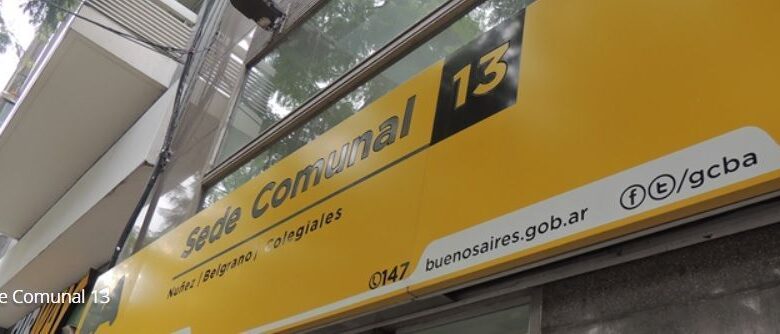 Sede Comunal 13
Nuñez / Belgrano / Colegiales
147
buenosaires.gob.ar
/gcba
e Comunal 13